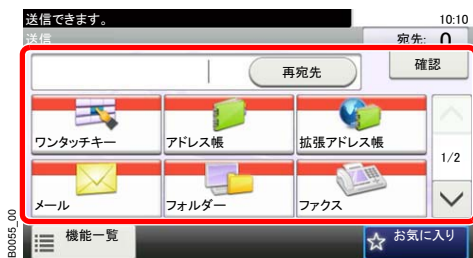 送信できます。 10:10
送信 宛先: 0
再宛先 確認
ワンタッチキー アドレス帳 拡張アドレス帳
1/2
メール フォルダー ファクス
機能一覧 お気に入り
B0055_00